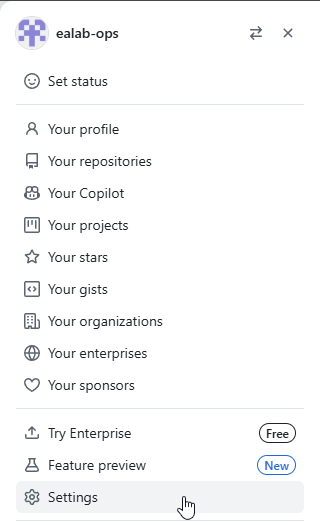 ealab-ops
Set status
Your profile
Your repositories
Your Copilot
Your projects
Your stars
Your gists
Your organizations
Your enterprises
Your sponsors
Try Enterprise Free
Feature preview New
Settings